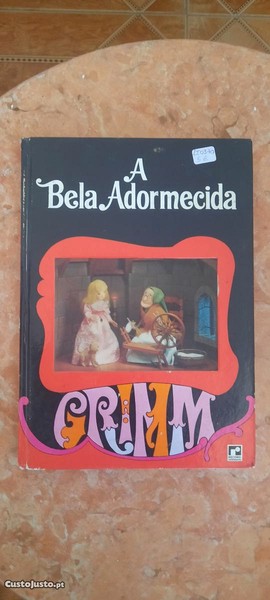 A
Bela Adormecida
GRIMM
CustoJusto.pt